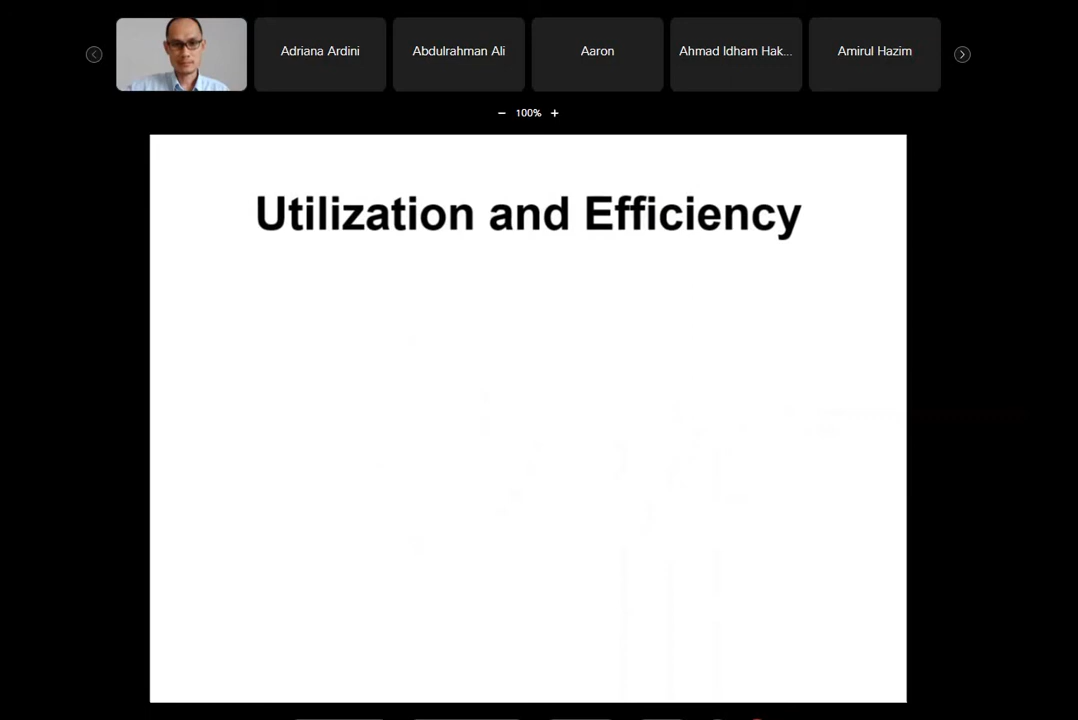 Adriana Ardini
Abdulrahman Ali
Aaron
Ahmad Idham Hak...
Amirul Hazim
− 100% +
Utilization and Efficiency